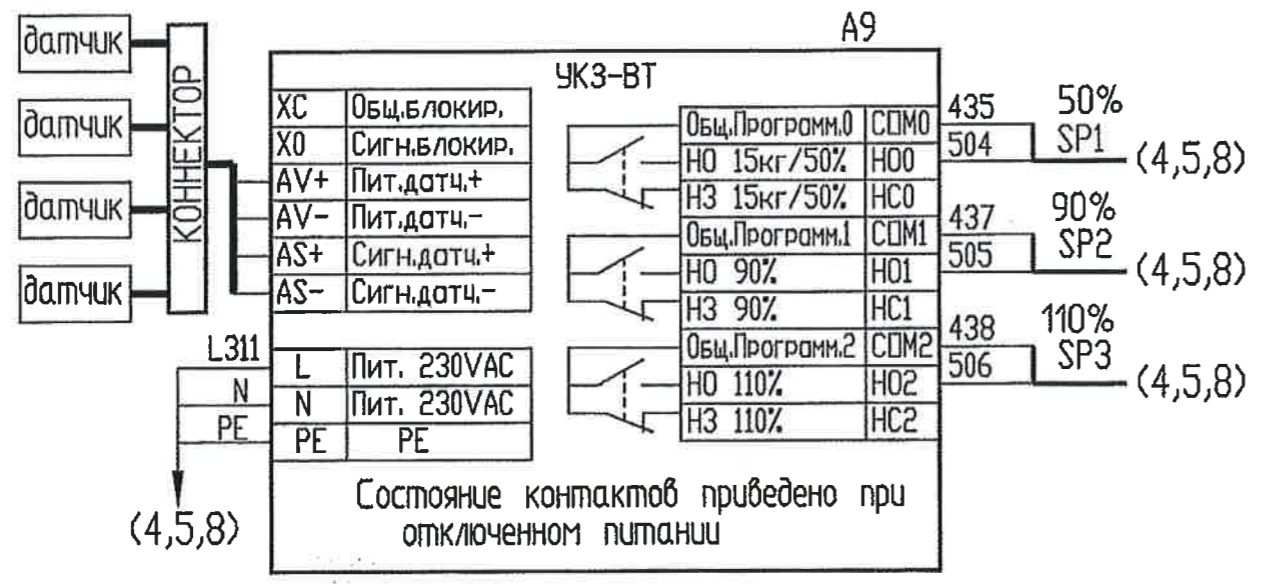 A9
УКЗ-ВТ
датчик
датчик
датчик
датчик
КОННЕКТОР
XC Общ.блокир.
X0 Сигн.блокир.
AV+ Пит.датч.+
AV- Пит.датч.-
AS+ Сигн.датч.+
AS- Сигн.датч.-
L311
L Пит. 230VAC
N
N Пит. 230VAC
PE
PE PE
(4,5,8)
Общ.Программ.0 COM0
НО 15кг/50% НО0
НЗ 15кг/50% НС0
Общ.Программ.1 COM1
НО 90% НО1
НЗ 90% НС1
Общ.Программ.2 COM2
НО 110% НО2
НЗ 110% НС2
435
504
50%
SP1
(4,5,8)
437
505
90%
SP2
(4,5,8)
438
506
110%
SP3
(4,5,8)
Состояние контактов приведено при
отключенном питании